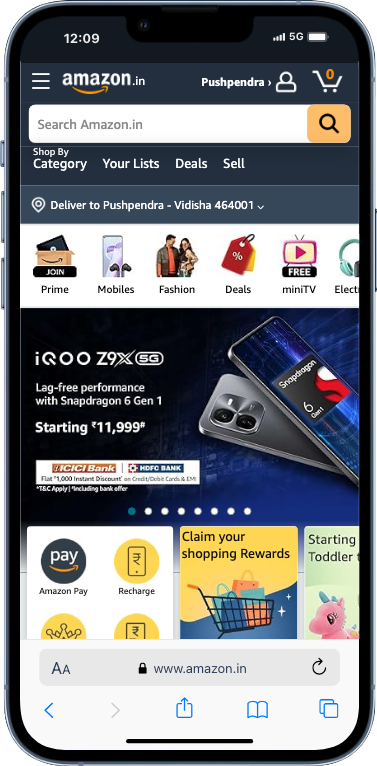 12:09
5G
amazon.in
Pushpendra ›
0
Search Amazon.in
Shop By
Category Your Lists Deals Sell
Deliver to Pushpendra - Vidisha 464001
JOIN
%
FREE
Prime Mobiles Fashion Deals miniTV Electr
iQOO Z9X 5G
Lag-free performance
with Snapdragon 6 Gen 1
Starting ₹11,999#
Snapdragon
6
Gen 1
ICICI Bank HDFC BANK
Flat ₹1,000 Instant Discount* on Credit/Debit Cards & EMI
*T&C Apply | #Including bank offer
pay
₹
Amazon Pay Recharge
₹
Claim your
shopping Rewards
Starting
Toddler t
AA www.amazon.in